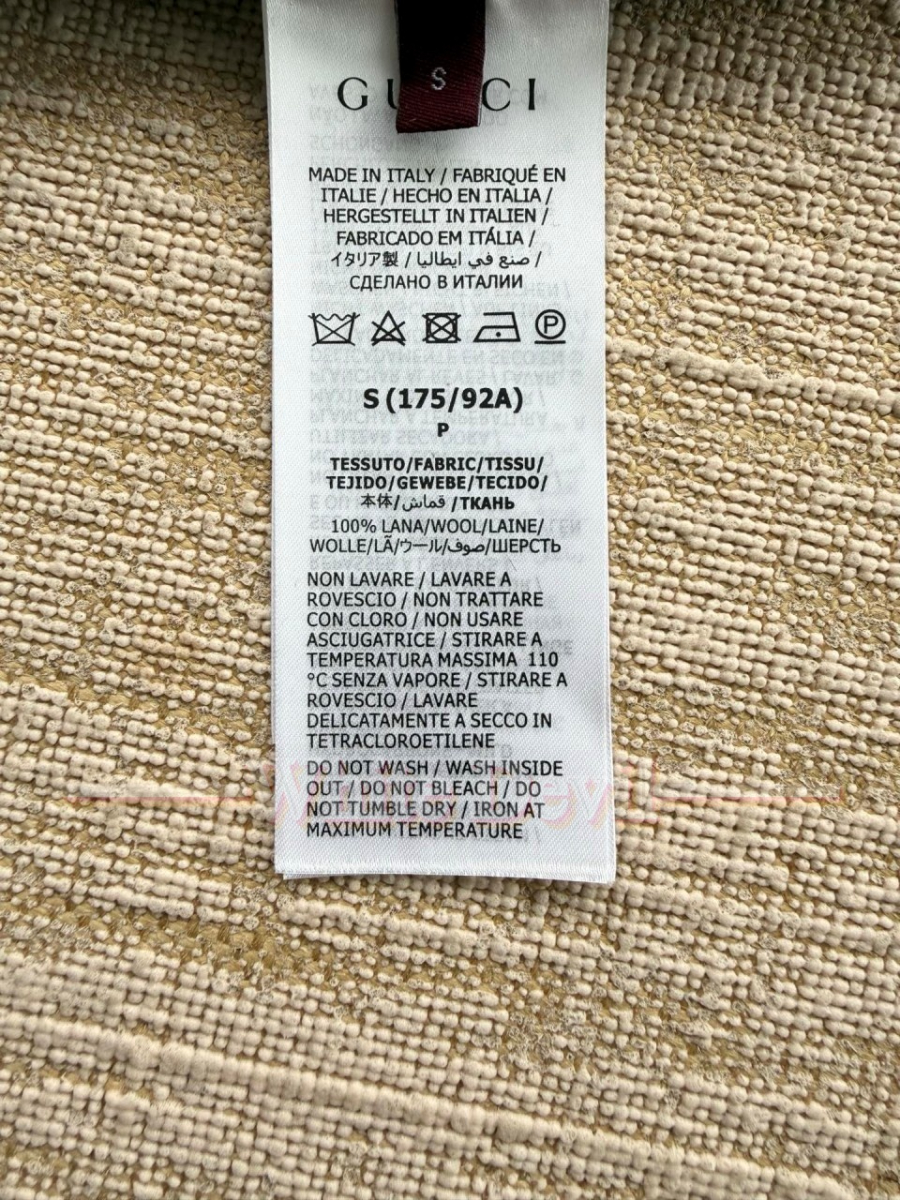 S
GUCCI
MADE IN ITALY / FABRIQUÉ EN
ITALIE / HECHO EN ITALIA /
HERGESTELLT IN ITALIEN /
FABRICADO EM ITÁLIA /
イタリア製 / صنع في ايطاليا /
СДЕЛАНО В ИТАЛИИ
P
S (175/92A)
P
TESSUTO/FABRIC/TISSU/
TEJIDO/GEWEBE/TECIDO/
本体/قماش/ТКАНЬ
100% LANA/WOOL/LAINE/
WOLLE/LÃ/ウール/صوف/ШЕРСТЬ
NON LAVARE / LAVARE A
ROVESCIO / NON TRATTARE
CON CLORO / NON USARE
ASCIUGATRICE / STIRARE A
TEMPERATURA MASSIMA 110
°C SENZA VAPORE / STIRARE A
ROVESCIO / LAVARE
DELICATAMENTE A SECCO IN
TETRACLOROETILENE
DO NOT WASH / WASH INSIDE
OUT / DO NOT BLEACH / DO
NOT TUMBLE DRY / IRON AT
MAXIMUM TEMPERATURE